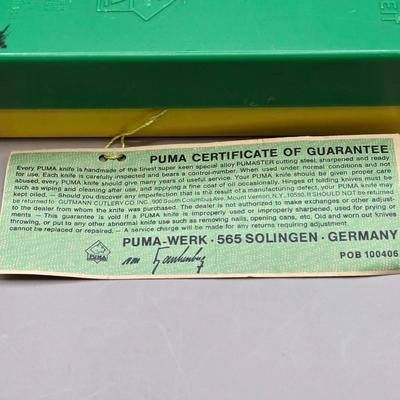 PUMA CERTIFICATE OF GUARANTEE
Every PUMA knife is handmade of the finest super keen special alloy PUMASTER cutting steel, sharpened and ready
for use. Each knife is carefully inspected and bears a control-number. When used under normal conditions and not
abused, every PUMA knife should give many years of useful service. Your PUMA knife should be given proper care
such as wiping and cleaning after use, and applying a fine coat of oil occasionally. Hinges of folding knives must be
kept oiled. — Should you discover any imperfection that is the result of a manufacturing defect, your PUMA knife may
be returned to: GUTMANN CUTLERY CO. INC. 900 South Columbus Ave., Mount Vernon, N.Y. 10550. It SHOULD NOT be returned
to the dealer from whom the knife was purchased. The dealer is not authorized to make exchanges or other adjust-
ments. — This guarantee is void if a PUMA knife is improperly used or improperly sharpened, used for prying or
throwing, or put to any abnormal knife use such as removing nails, opening cans, etc. Old and worn out knives
cannot be replaced or repaired. — A service charge will be made for any returns requiring adjustment.
PUMA-WERK · 565 SOLINGEN · GERMANY
PUMA
POB 100406